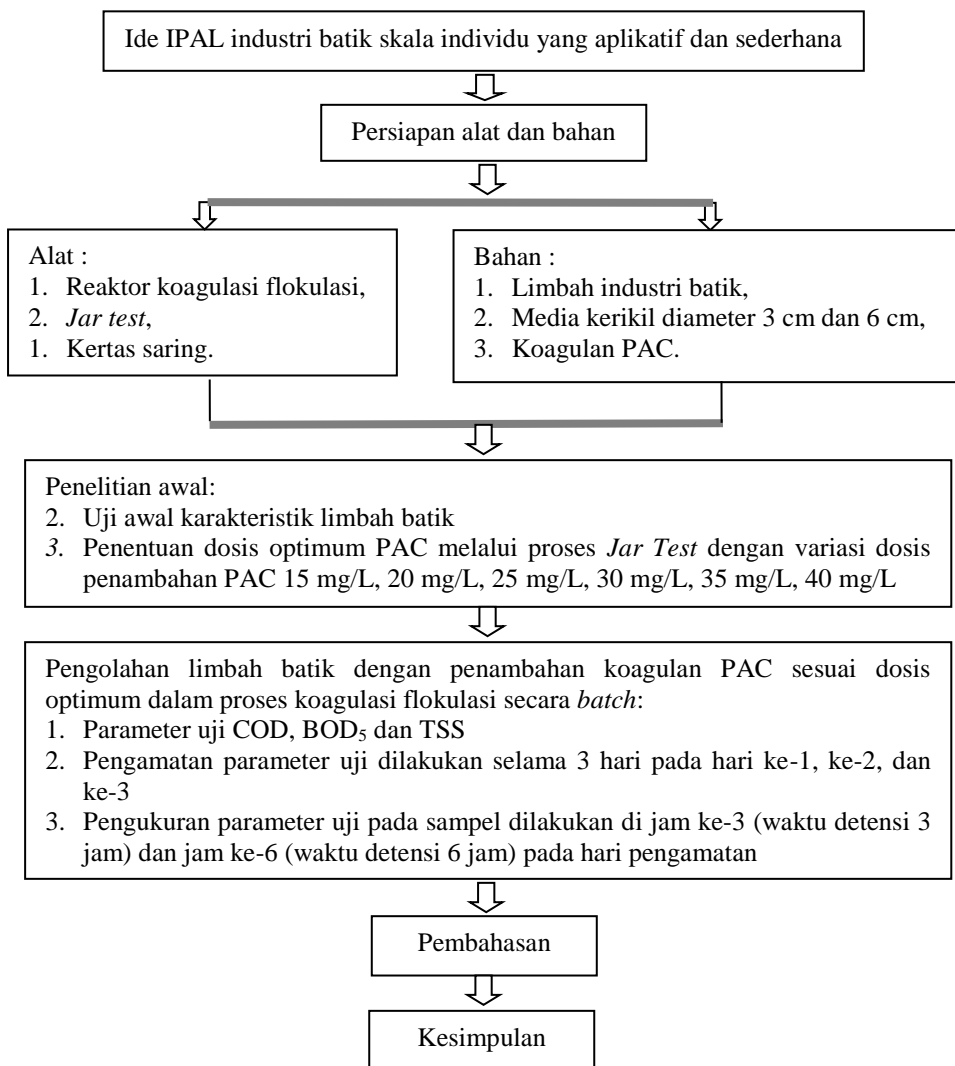 Ide IPAL industri batik skala individu yang aplikatif dan sederhana
Persiapan alat dan bahan
Alat :
1. Reaktor koagulasi flokulasi,
2. Jar test,
1. Kertas saring.
Bahan :
1. Limbah industri batik,
2. Media kerikil diameter 3 cm dan 6 cm,
3. Koagulan PAC.
Penelitian awal:
2. Uji awal karakteristik limbah batik
3. Penentuan dosis optimum PAC melalui proses Jar Test dengan variasi dosis
penambahan PAC 15 mg/L, 20 mg/L, 25 mg/L, 30 mg/L, 35 mg/L, 40 mg/L
Pengolahan limbah batik dengan penambahan koagulan PAC sesuai dosis
optimum dalam proses koagulasi flokulasi secara batch:
1. Parameter uji COD, BOD₅ dan TSS
2. Pengamatan parameter uji dilakukan selama 3 hari pada hari ke-1, ke-2, dan
ke-3
3. Pengukuran parameter uji pada sampel dilakukan di jam ke-3 (waktu detensi 3
jam) dan jam ke-6 (waktu detensi 6 jam) pada hari pengamatan
Pembahasan
Kesimpulan